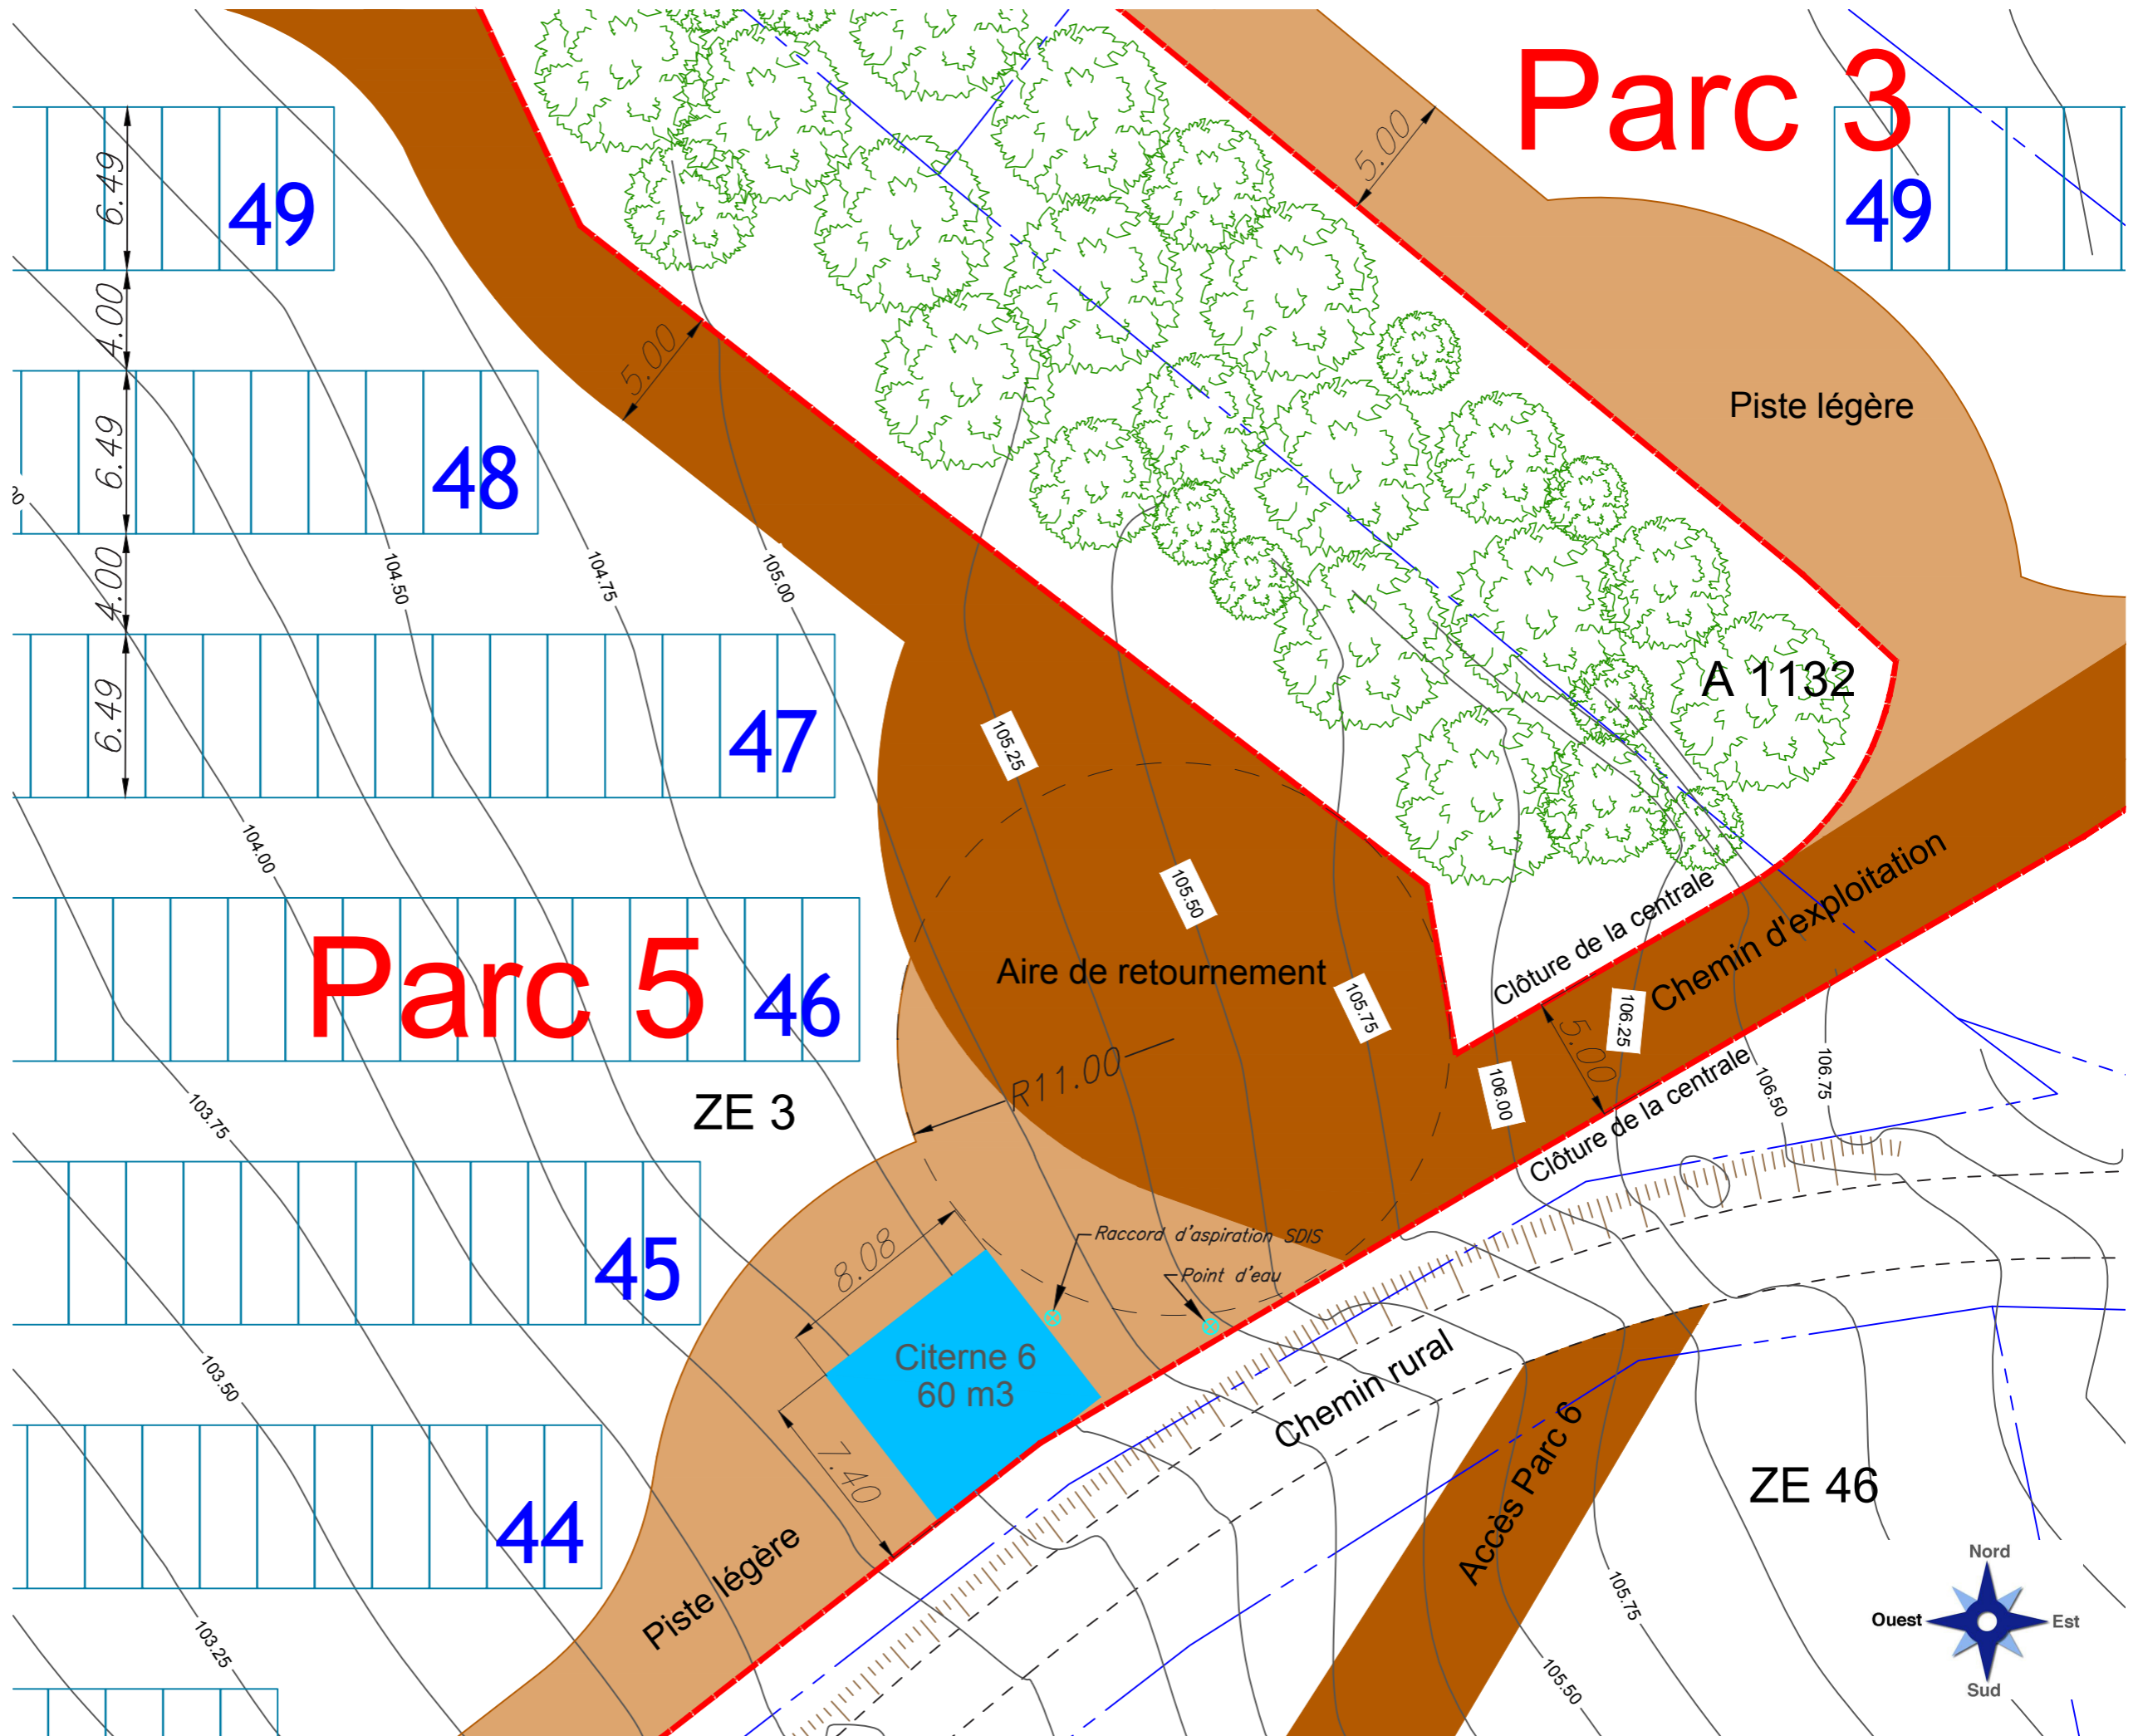 Parc 3
5.00
6.49
49
49
4.00
5.00
Piste légère
6.49
48
20
4.00
104.50
104.75
105.00
6.49
47
A 1132
105.25
104.00
105.50
Clôture de la centrale
Chemin d'exploitation
Parc 5
46
Aire de retournement
105.75
106.25
5.00
R11.00
106.00
106.75
106.50
Clôture de la centrale
103.75
ZE 3
45
8.08
Raccord d'aspiration SDIS
Point d'eau
Citerne 6
60 m3
103.50
Chemin rural
7.40
Accès Parc 6
ZE 46
44
Piste légère
105.75
103.25
105.50
Nord
Ouest
Est
Sud